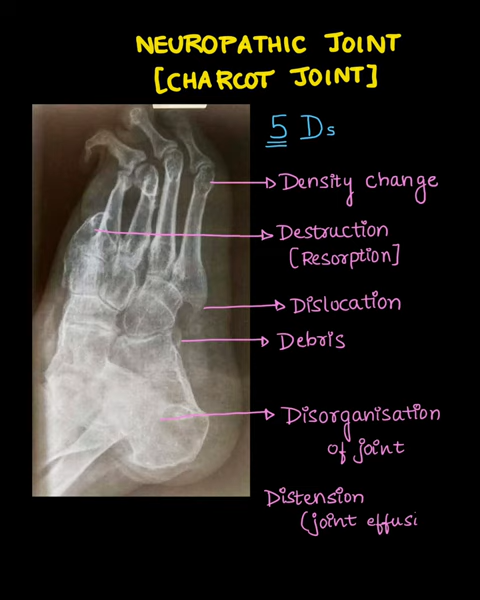 NEUROPATHIC JOINT
[CHARCOT JOINT]
5 Ds
Density change
Destruction
[Resorption]
Dislocation
Debris
Disorganisation
of joint
Distension
(joint effusi